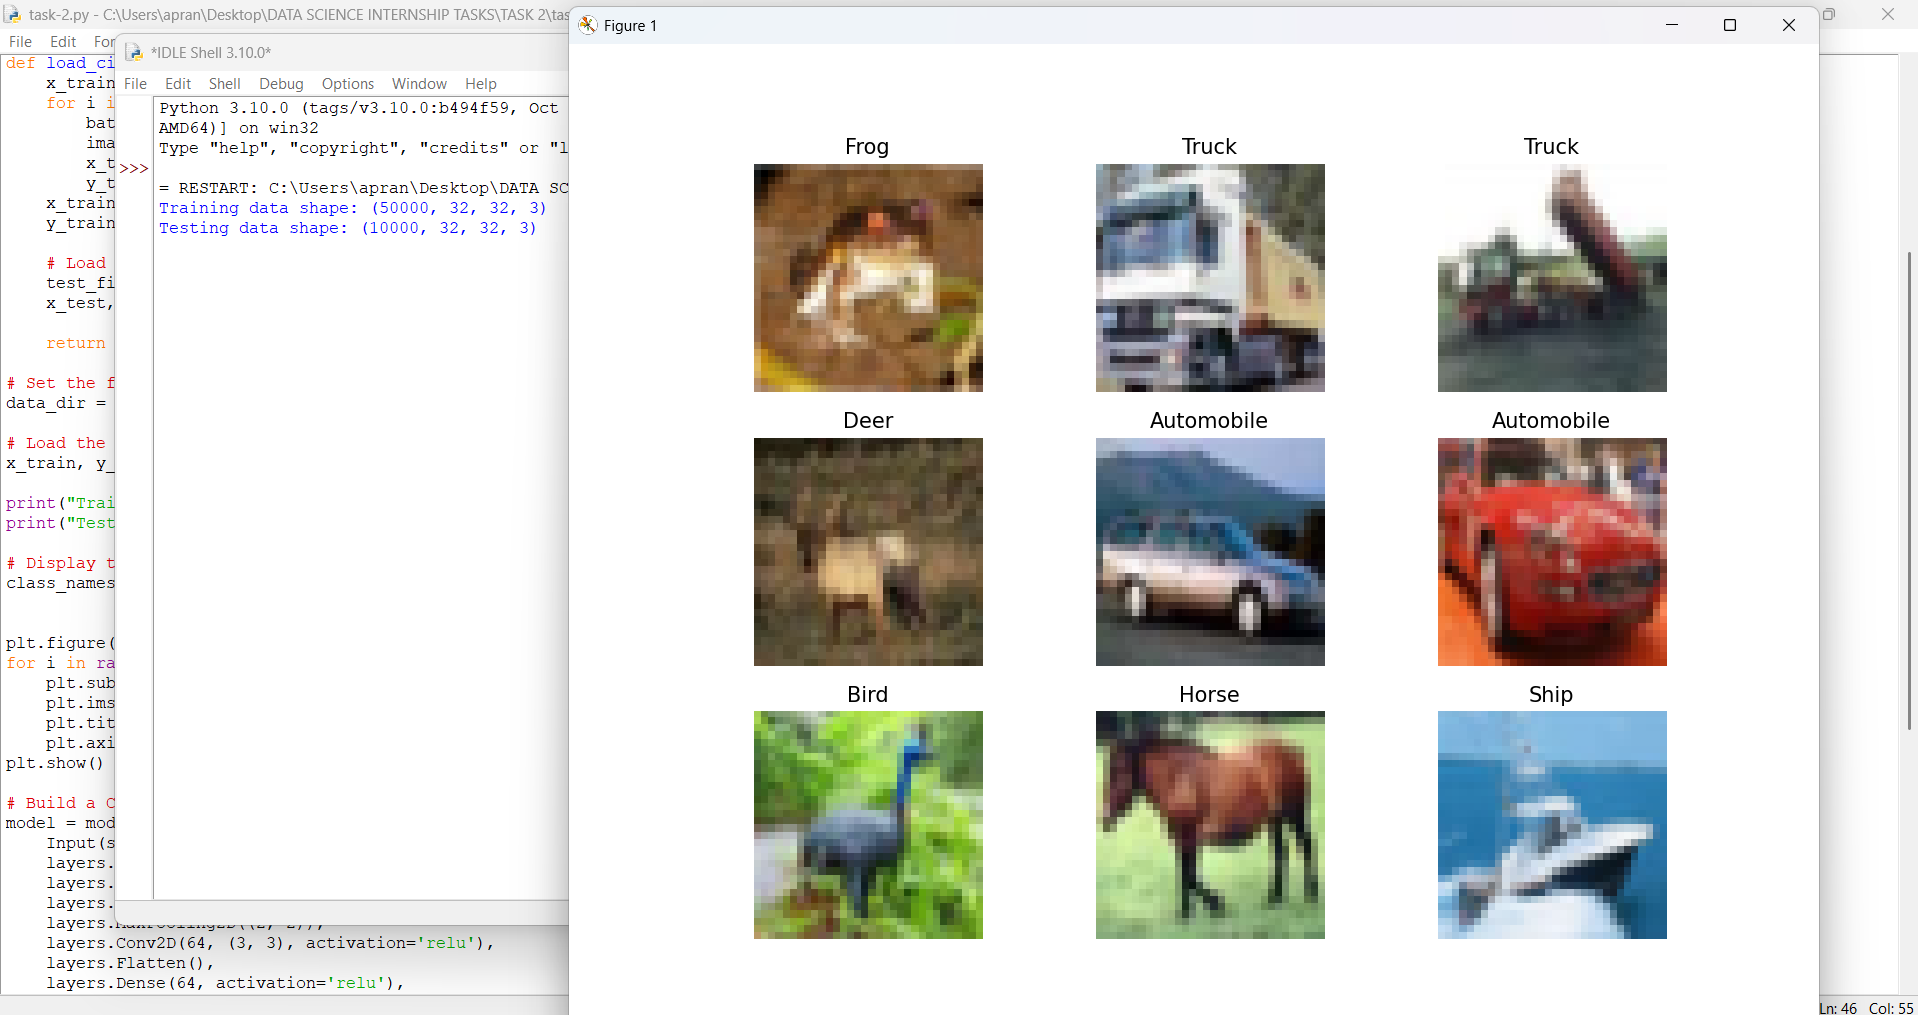 task-2.py - C:\Users\apran\Desktop\DATA SCIENCE INTERNSHIP TASKS\TASK 2\tas
File Edit For
def load_ci
x_train
for i i
bat
ima
x_t
y_t
x_train
y_train
# Load
test_fi
x_test,
return
# Set the f
data_dir =
# Load the
x_train, y_
print("Trai
print("Test
# Display t
class_names
plt.figure(
for i in ra
plt.sub
plt.ims
plt.tit
plt.axi
plt.show()
# Build a C
model = mod
Input(s
layers.
layers.
layers.
layers.MaxPooling2D((2, 2)),
layers.Conv2D(64, (3, 3), activation='relu'),
layers.Flatten(),
layers.Dense(64, activation='relu'),
*IDLE Shell 3.10.0*
File Edit Shell Debug Options Window Help
Python 3.10.0 (tags/v3.10.0:b494f59, Oct
AMD64)] on win32
Type "help", "copyright", "credits" or "l
>>>
= RESTART: C:\Users\apran\Desktop\DATA SC
Training data shape: (50000, 32, 32, 3)
Testing data shape: (10000, 32, 32, 3)
Figure 1
Frog Truck Truck
Deer Automobile Automobile
Bird Horse Ship
Ln: 46 Col: 55